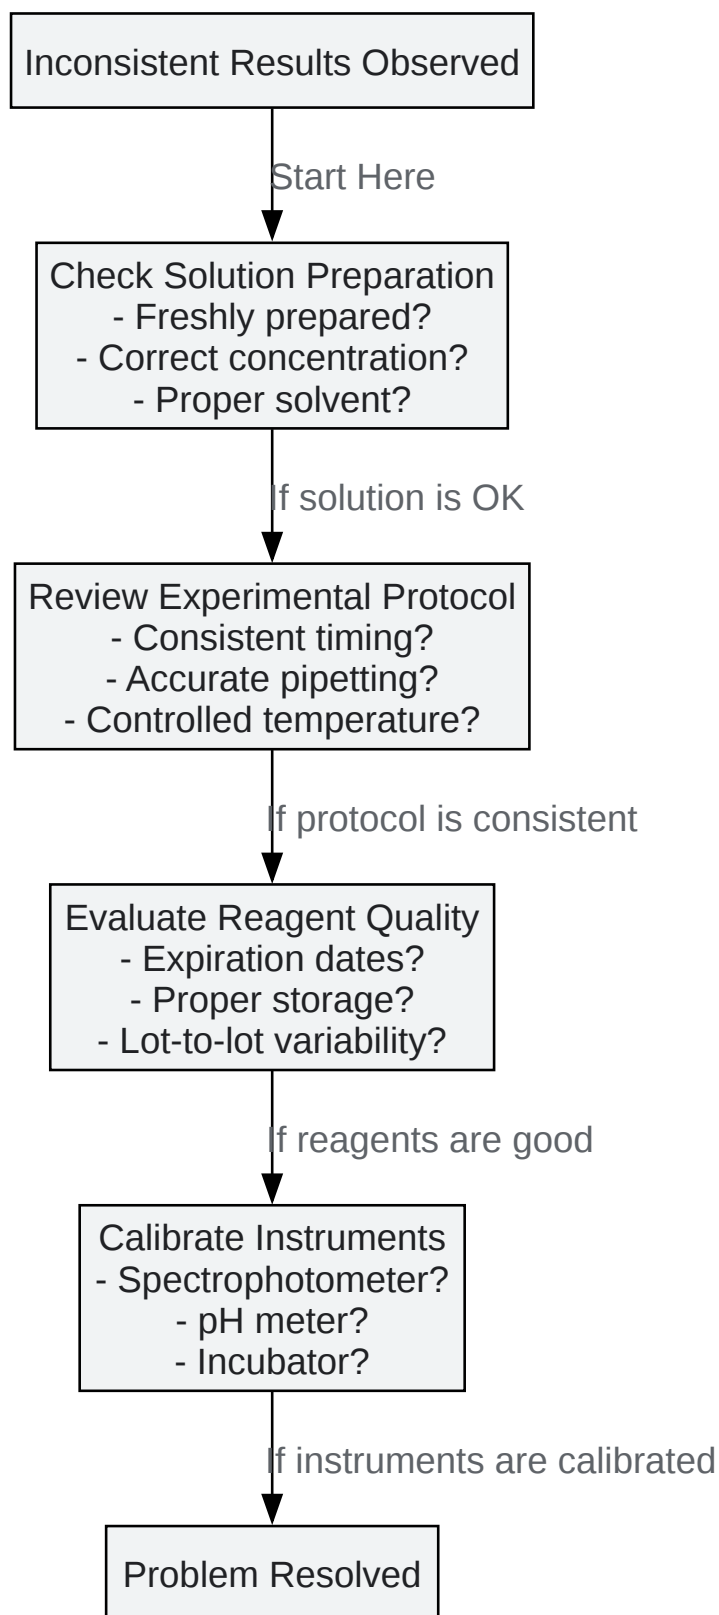 Inconsistent Results Observed
Start Here
Check Solution Preparation
- Freshly prepared?
- Correct concentration?
- Proper solvent?
If solution is OK
Review Experimental Protocol
- Consistent timing?
- Accurate pipetting?
- Controlled temperature?
If protocol is consistent
Evaluate Reagent Quality
- Expiration dates?
- Proper storage?
- Lot-to-lot variability?
If reagents are good
Calibrate Instruments
- Spectrophotometer?
- pH meter?
- Incubator?
If instruments are calibrated
Problem Resolved